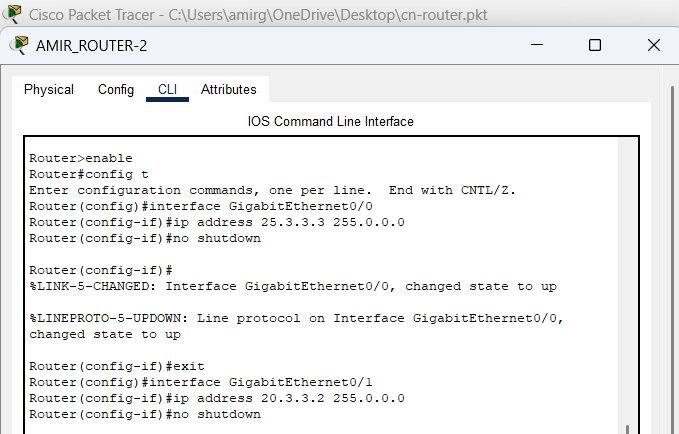 Cisco Packet Tracer - C:\Users\amirg\OneDrive\Desktop\cn-router.pkt
AMIR_ROUTER-2
Physical Config CLI Attributes
IOS Command Line Interface
Router>enable
Router#config t
Enter configuration commands, one per line.  End with CNTL/Z.
Router(config)#interface GigabitEthernet0/0
Router(config-if)#ip address 25.3.3.3 255.0.0.0
Router(config-if)#no shutdown
Router(config-if)#
%LINK-5-CHANGED: Interface GigabitEthernet0/0, changed state to up
%LINEPROTO-5-UPDOWN: Line protocol on Interface GigabitEthernet0/0,
changed state to up
Router(config-if)#exit
Router(config)#interface GigabitEthernet0/1
Router(config-if)#ip address 20.3.3.2 255.0.0.0
Router(config-if)#no shutdown